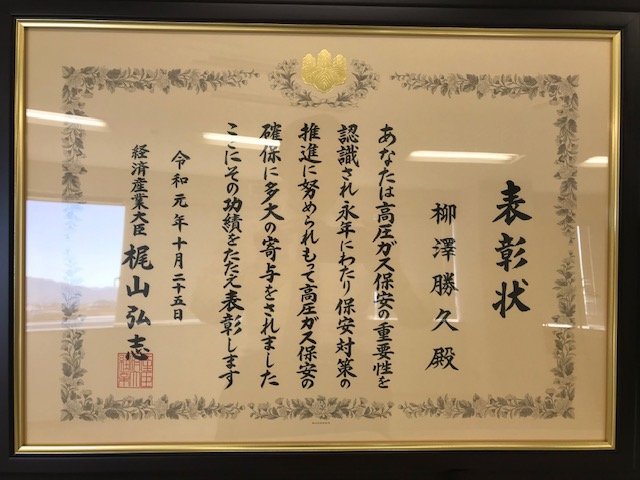 表彰状
柳澤勝久殿
あなたは高圧ガス保安の重要性を
認識され永年にわたり保安対策の
推進に努められもって高圧ガス保安の
確保に多大の寄与をされました
ここにその功績をたたえ表彰します
令和元年十月二十五日
経済産業大臣 梶山弘志